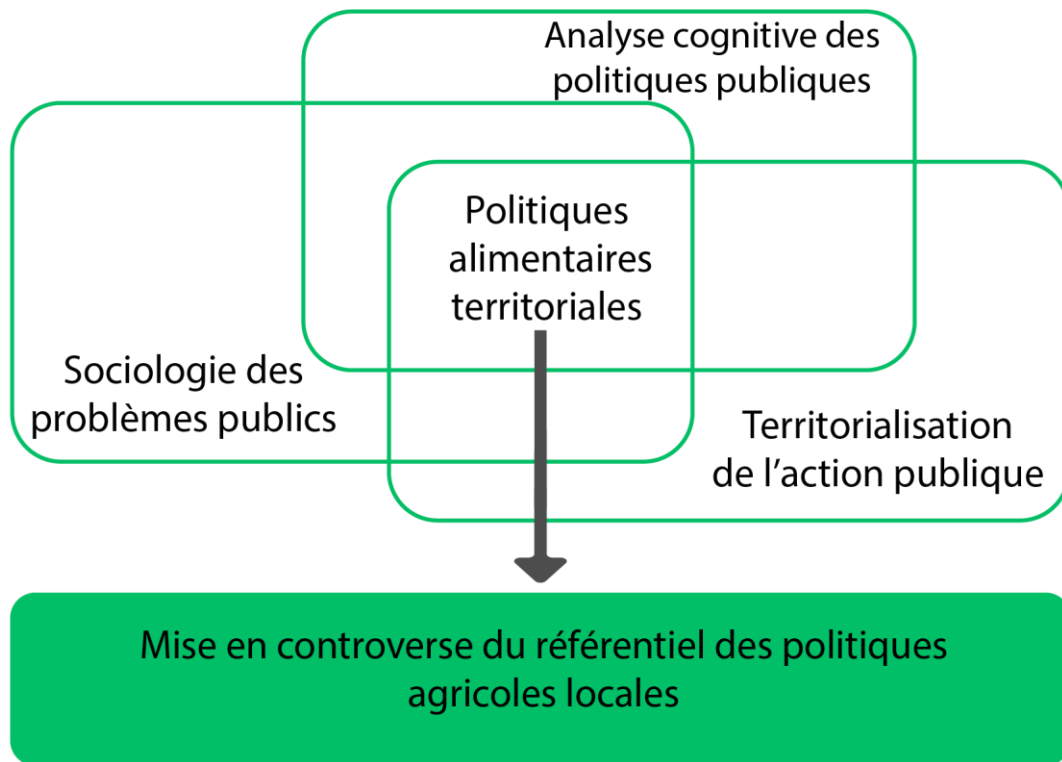 Analyse cognitive des
politiques publiques
Politiques
alimentaires
territoriales
Sociologie des
problèmes publics
Territorialisation
de l'action publique
Mise en controverse du référentiel des politiques
agricoles locales